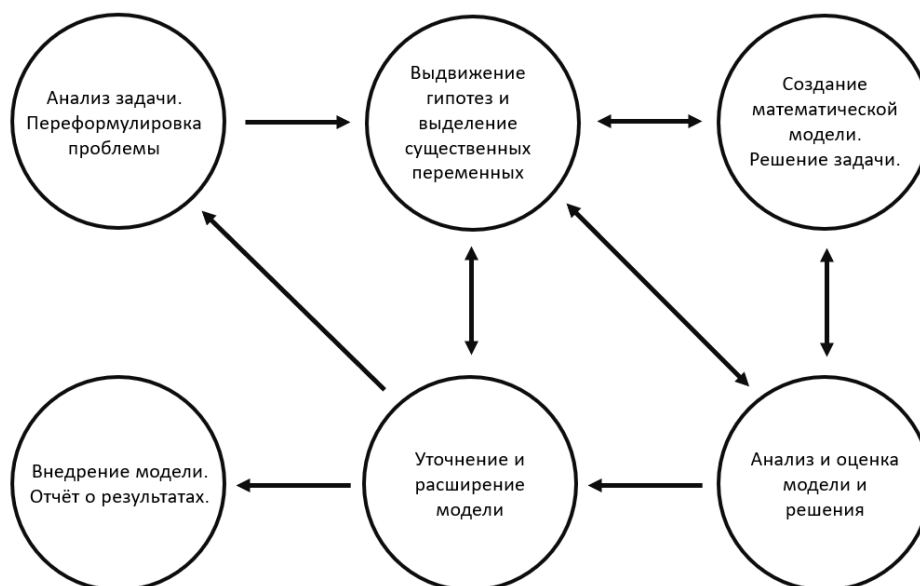 Анализ задачи.
Переформулировка
проблемы
Выдвижение
гипотез и
выделение
существенных
переменных
Создание
математической
модели.
Решение задачи.
Внедрение модели.
Отчёт о результатах.
Уточнение и
расширение
модели
Анализ и оценка
модели и
решения